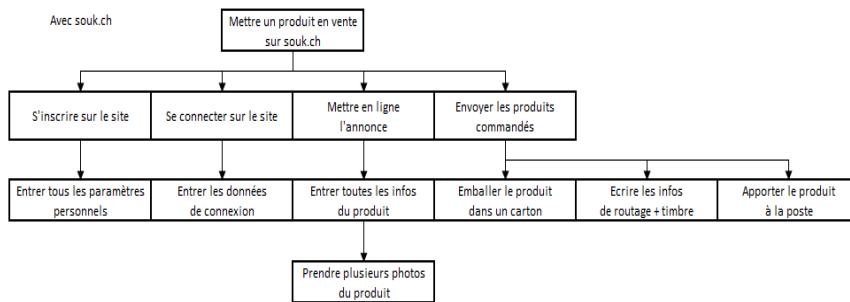 Avec souk.ch
Mettre un produit en vente
sur souk.ch
S'inscrire sur le site
Se connecter sur le site
Mettre en ligne
l'annonce
Envoyer les produits
commandés
Entrer tous les paramètres
personnels
Entrer les données
de connexion
Entrer toutes les infos
du produit
Emballer le produit
dans un carton
Ecrire les infos
de routage + timbre
Apporter le produit
à la poste
Prendre plusieurs photos
du produit